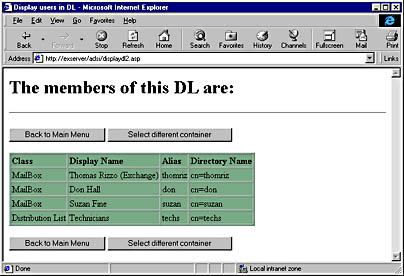 Display users in DL - Microsoft Internet Explorer
File Edit View Go Favorites Help
Back Forward Stop Refresh Home Search Favorites History Channels Fullscreen Mail Print
Address http://exserver/adsi/displaydl2.asp Links
The members of this DL are:
Back to Main Menu Select different container
Class Display Name Alias Directory Name
MailBox Thomas Rizzo (Exchange) thomriz cn=thomriz
MailBox Don Hall don cn=don
MailBox Suzan Fine suzan cn=suzan
Distribution List Technicians techs cn=techs
Back to Main Menu Select different container
Done Local intranet zone